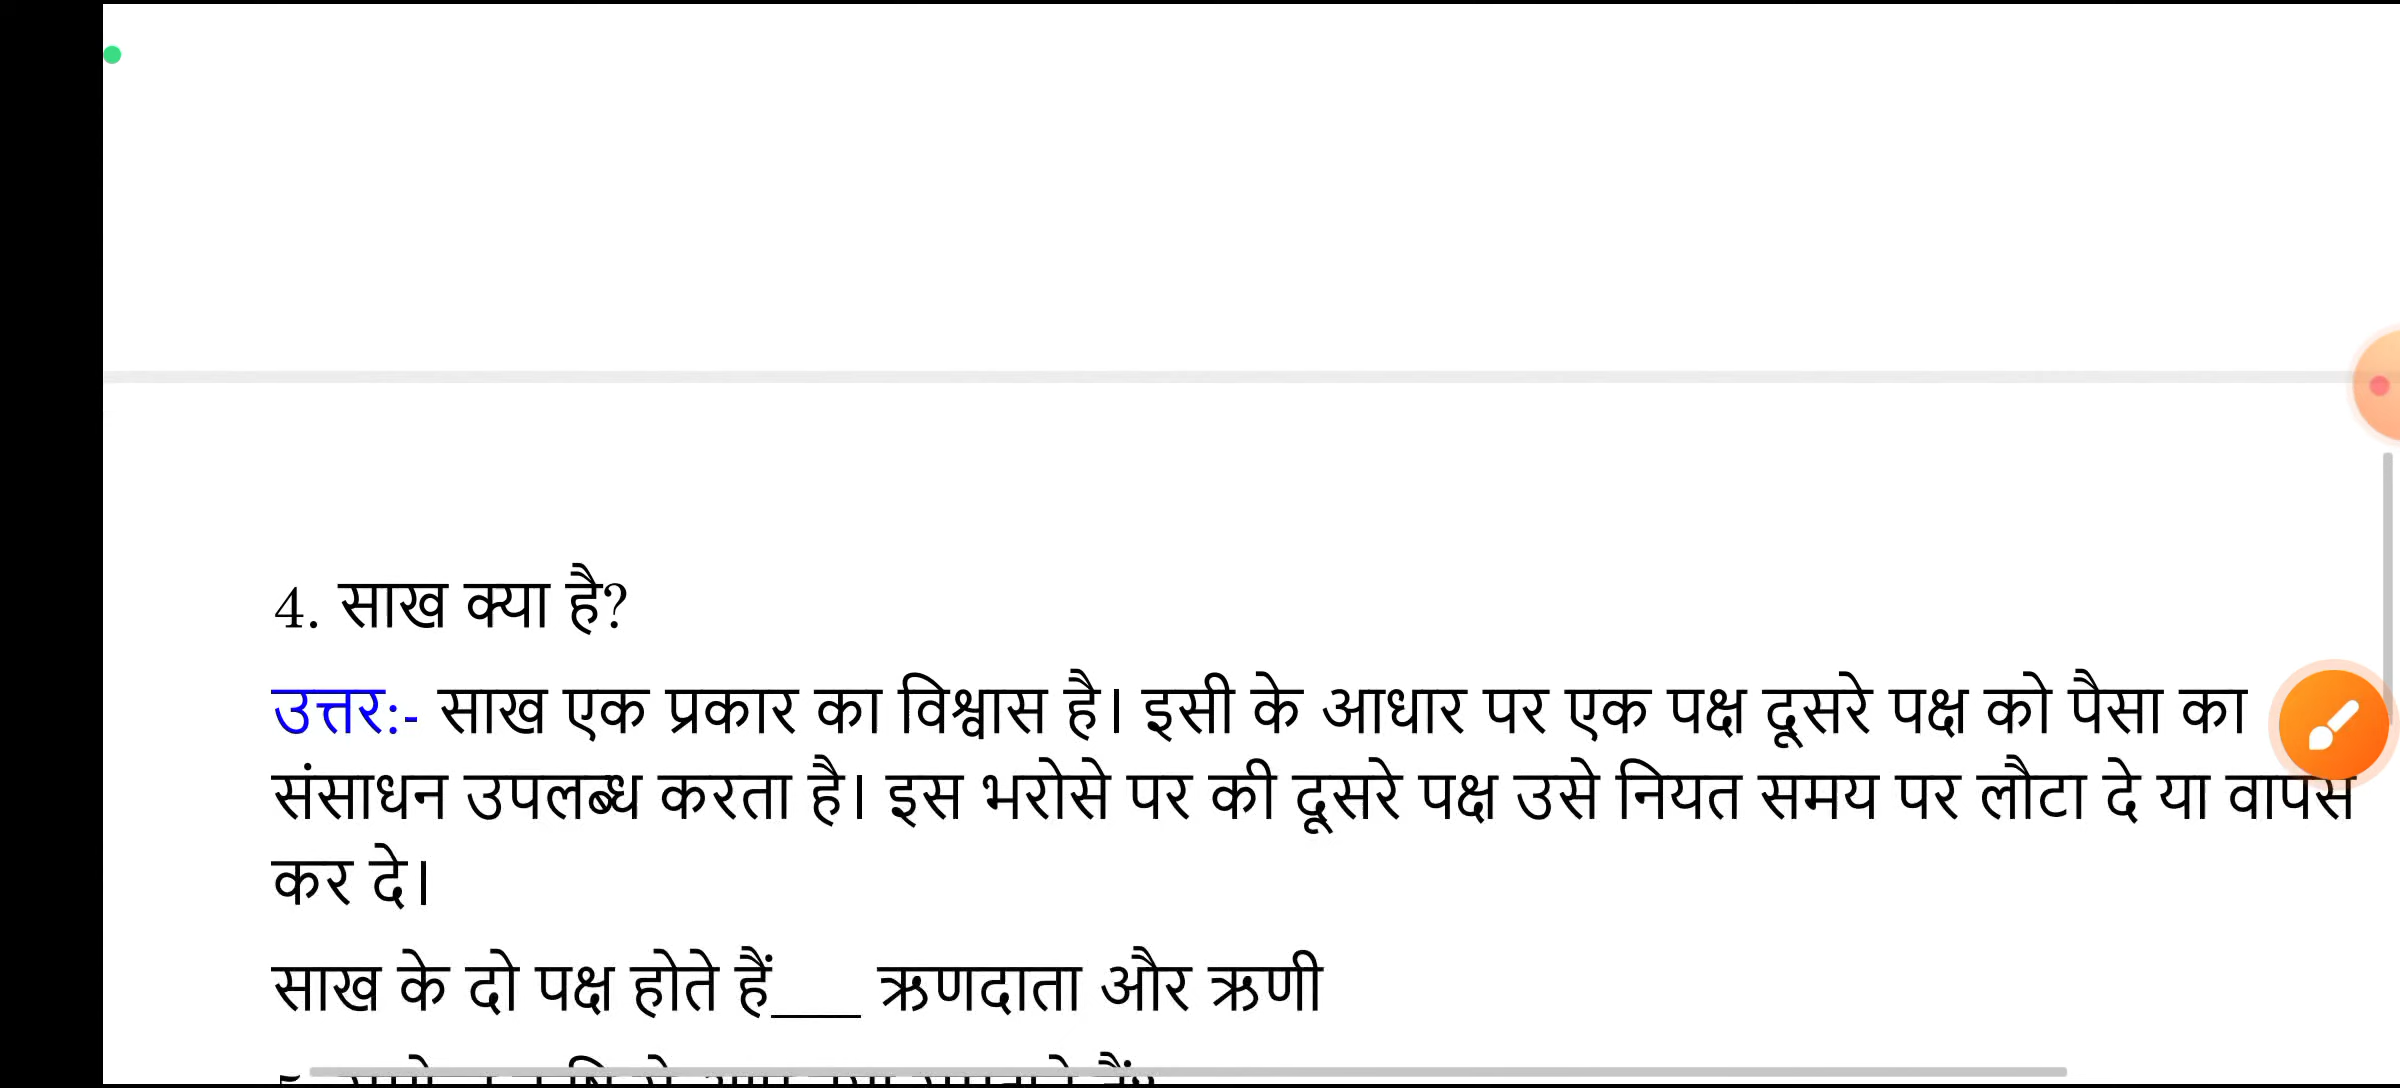 4. साख क्या है?
उत्तर:- साख एक प्रकार का विश्वास है। इसी के आधार पर एक पक्ष दूसरे पक्ष को पैसा का
संसाधन उपलब्ध करता है। इस भरोसे पर की दूसरे पक्ष उसे नियत समय पर लौटा दे या वापस
कर दे।
साख के दो पक्ष होते हैं___ ऋणदाता और ऋणी